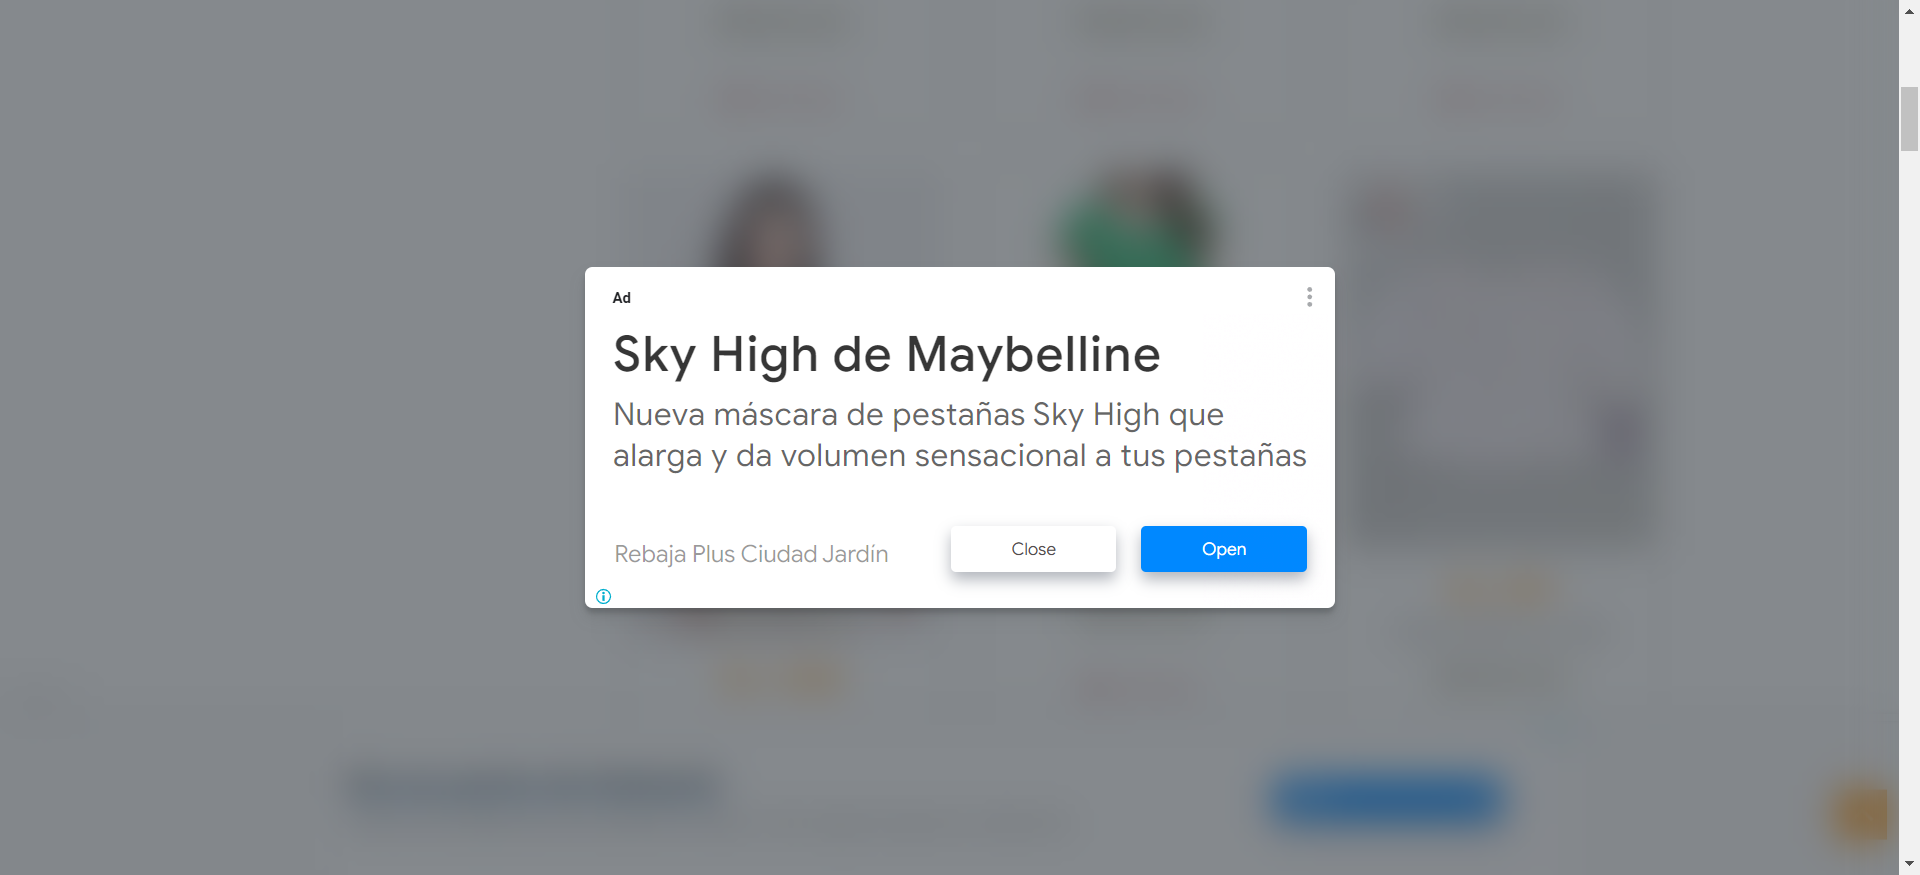 Ad
Sky High de Maybelline
Nueva máscara de pestañas Sky High que
alarga y da volumen sensacional a tus pestañas
Rebaja Plus Ciudad Jardín
Close
Open